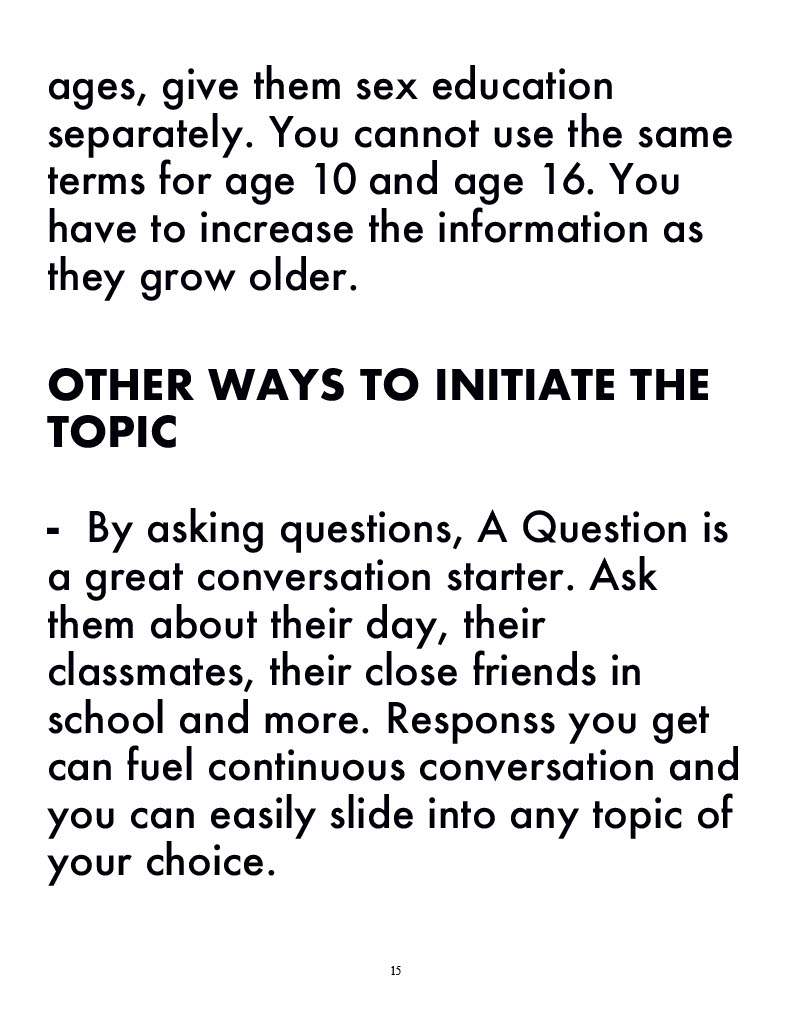 ages, give them sex education
separately. You cannot use the same
terms for age 10 and age 16. You
have to increase the information as
they grow older.
OTHER WAYS TO INITIATE THE
TOPIC
- By asking questions, A Question is
a great conversation starter. Ask
them about their day, their
classmates, their close friends in
school and more. Responss you get
can fuel continuous conversation and
you can easily slide into any topic of
your choice.
15